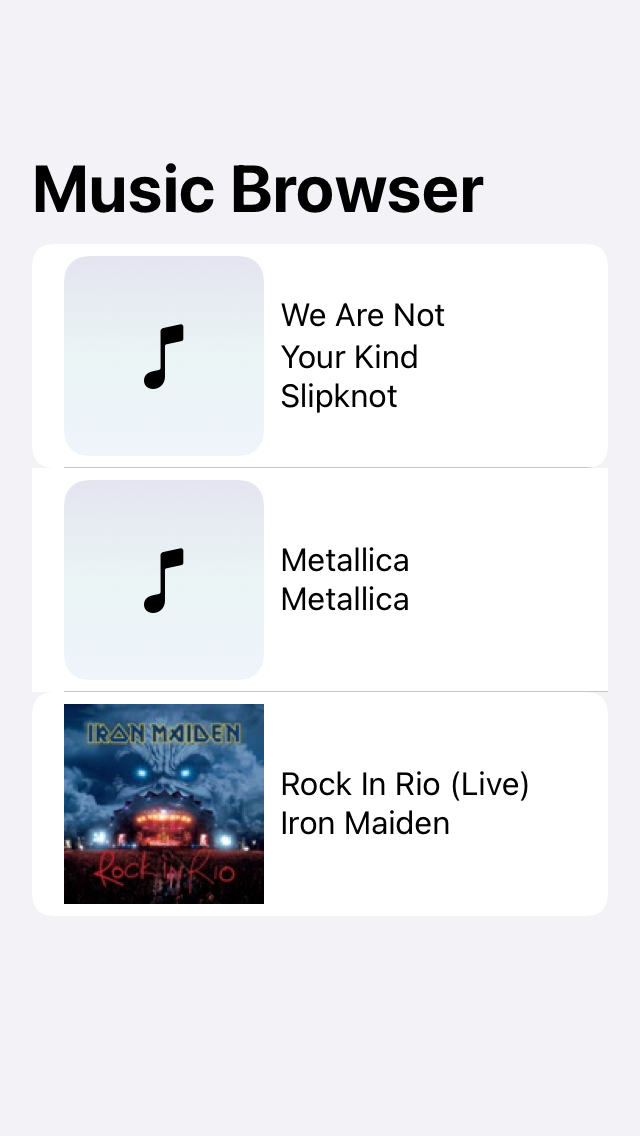 Music Browser
We Are Not
Your Kind
Slipknot
Metallica
Metallica
IRON MAIDEN
Rock in Rio
Rock In Rio (Live)
Iron Maiden